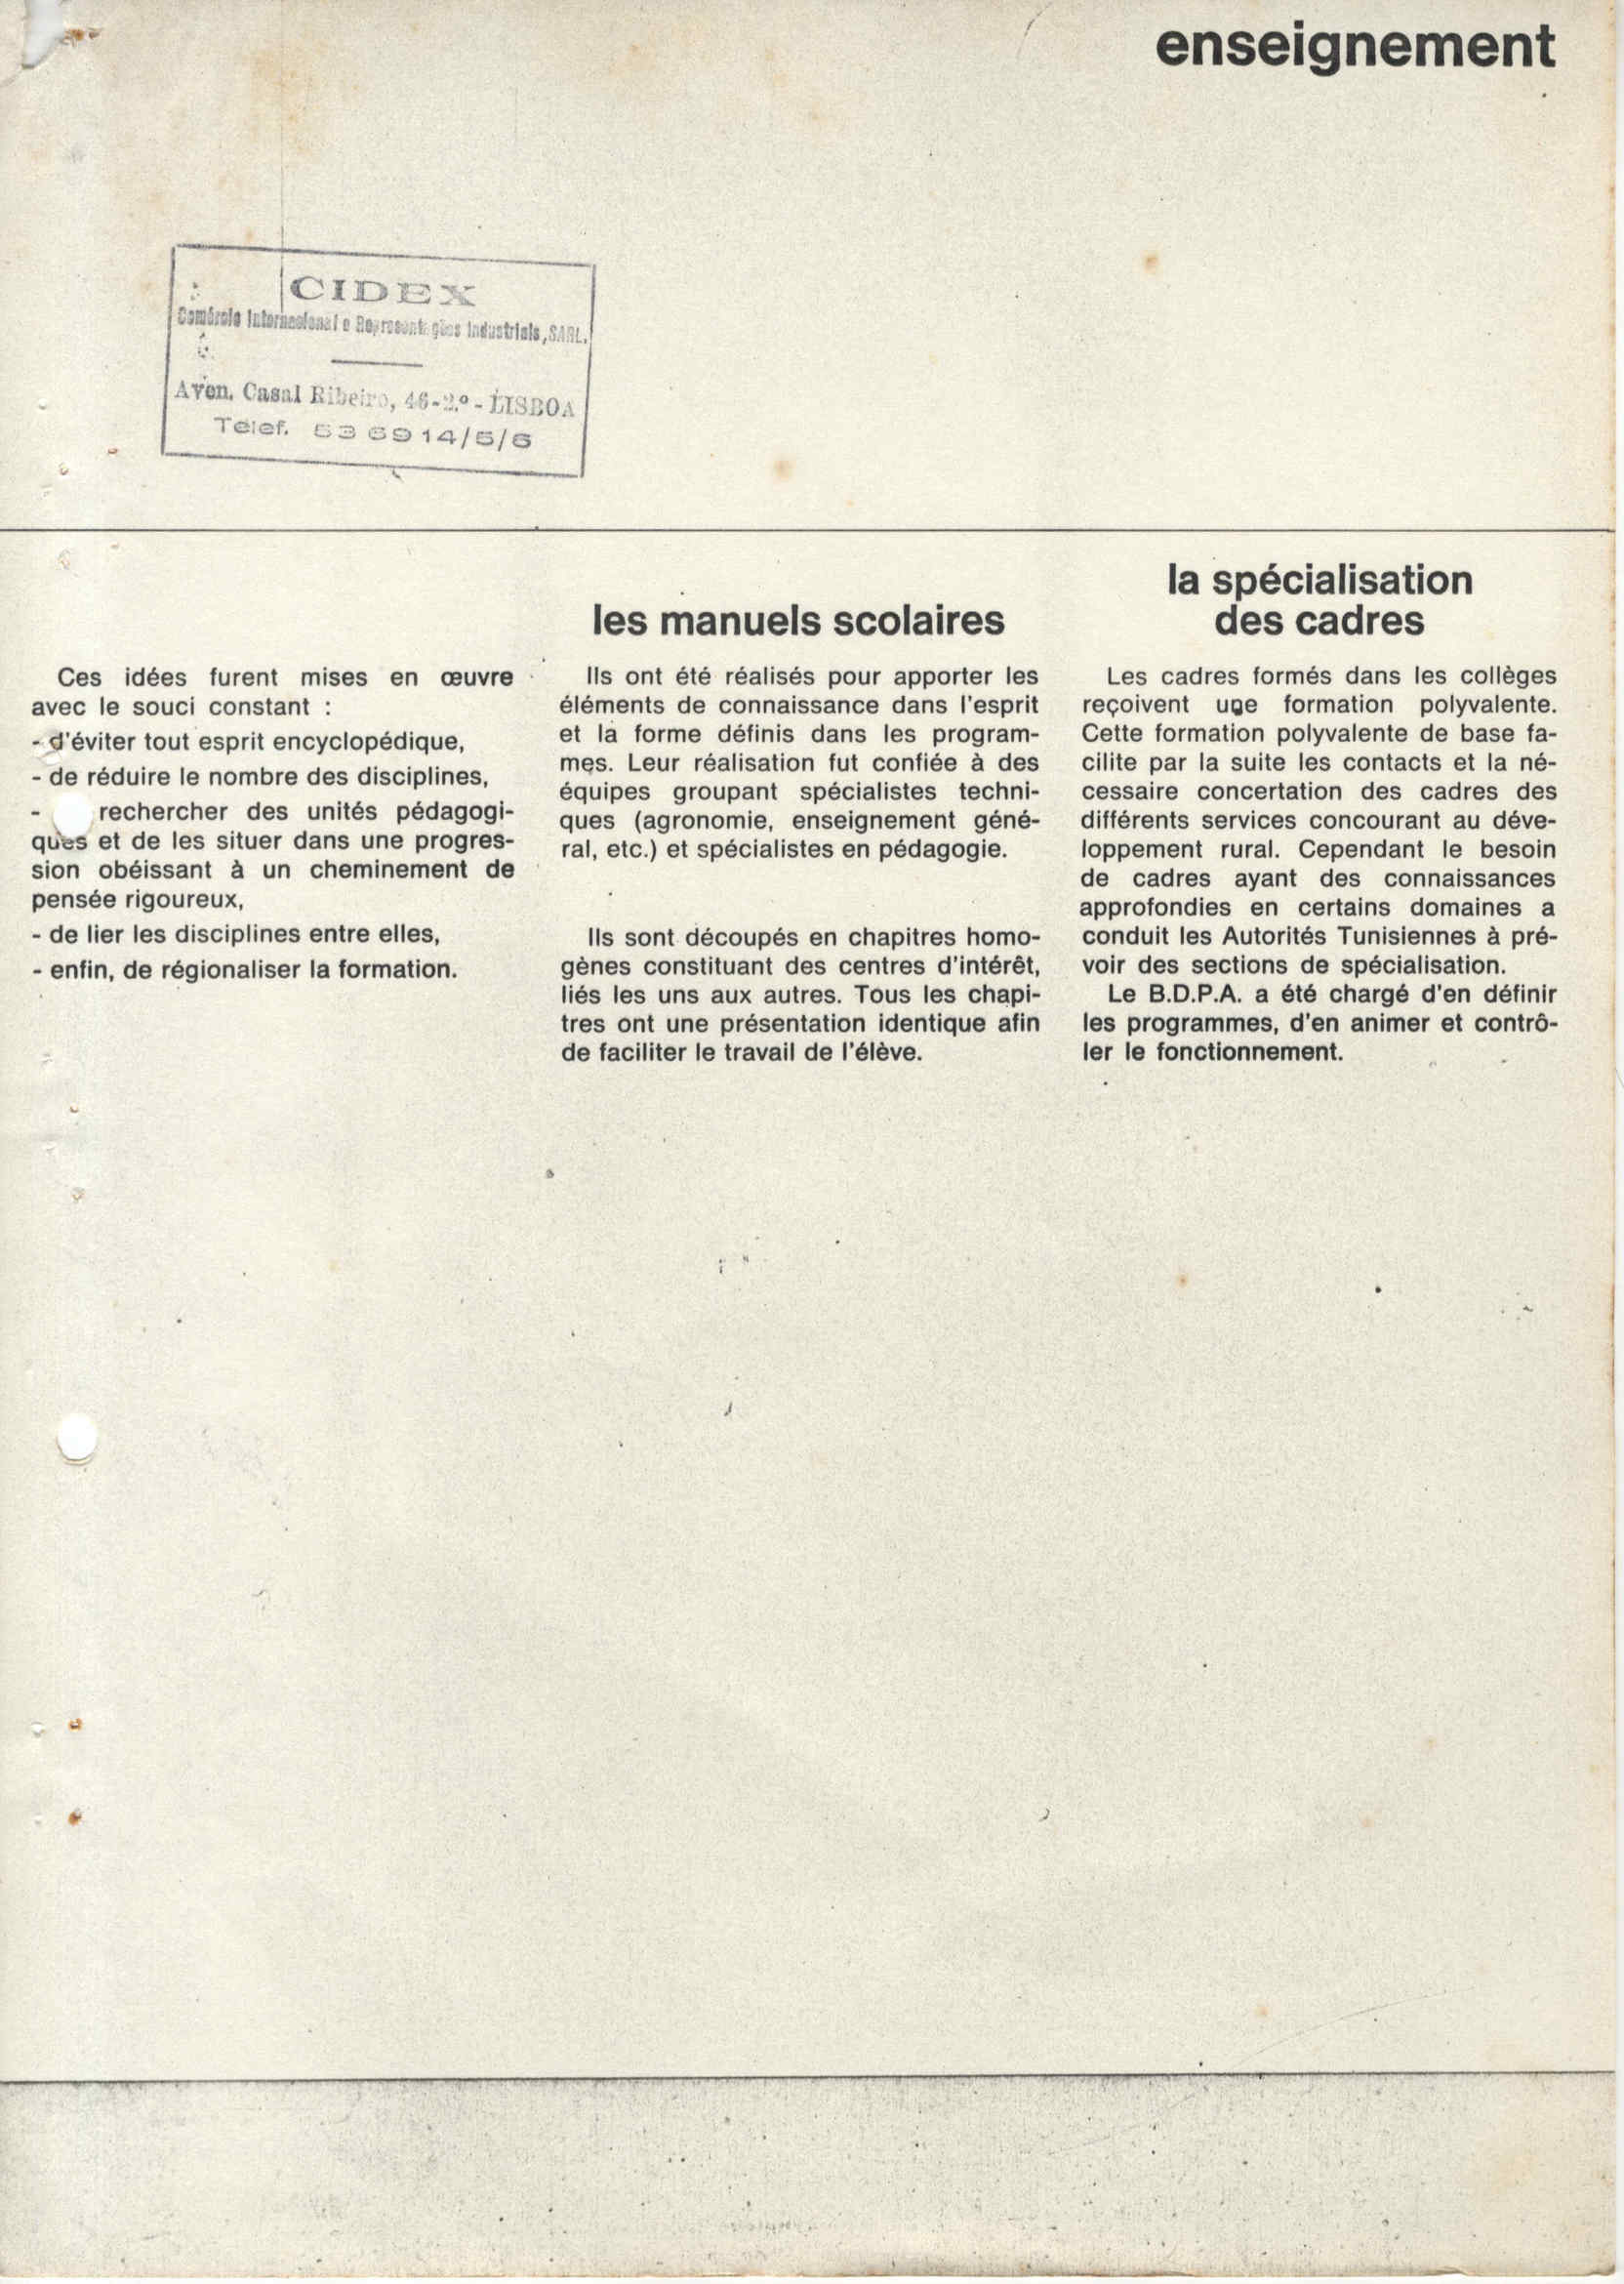 enseignement
CIDEX
Comércio Internacional e Representações Industriais, SARL.
Aven. Casal Ribeiro, 46-2.º - LISBOA
Telef. 53 69 14/5/6
Ces idées furent mises en œuvre
avec le souci constant :
- d'éviter tout esprit encyclopédique,
- de réduire le nombre des disciplines,
- rechercher des unités pédagogi-
ques et de les situer dans une progres-
sion obéissant à un cheminement de
pensée rigoureux,
- de lier les disciplines entre elles,
- enfin, de régionaliser la formation.
les manuels scolaires
Ils ont été réalisés pour apporter les
éléments de connaissance dans l'esprit
et la forme définis dans les program-
mes. Leur réalisation fut confiée à des
équipes groupant spécialistes techni-
ques (agronomie, enseignement géné-
ral, etc.) et spécialistes en pédagogie.
Ils sont découpés en chapitres homo-
gènes constituant des centres d'intérêt,
liés les uns aux autres. Tous les chapi-
tres ont une présentation identique afin
de faciliter le travail de l'élève.
la spécialisation
des cadres
Les cadres formés dans les collèges
reçoivent une formation polyvalente.
Cette formation polyvalente de base fa-
cilite par la suite les contacts et la né-
cessaire concertation des cadres des
différents services concourant au déve-
loppement rural. Cependant le besoin
de cadres ayant des connaissances
approfondies en certains domaines a
conduit les Autorités Tunisiennes à pré-
voir des sections de spécialisation.
Le B.D.P.A. a été chargé d'en définir
les programmes, d'en animer et contrô-
ler le fonctionnement.